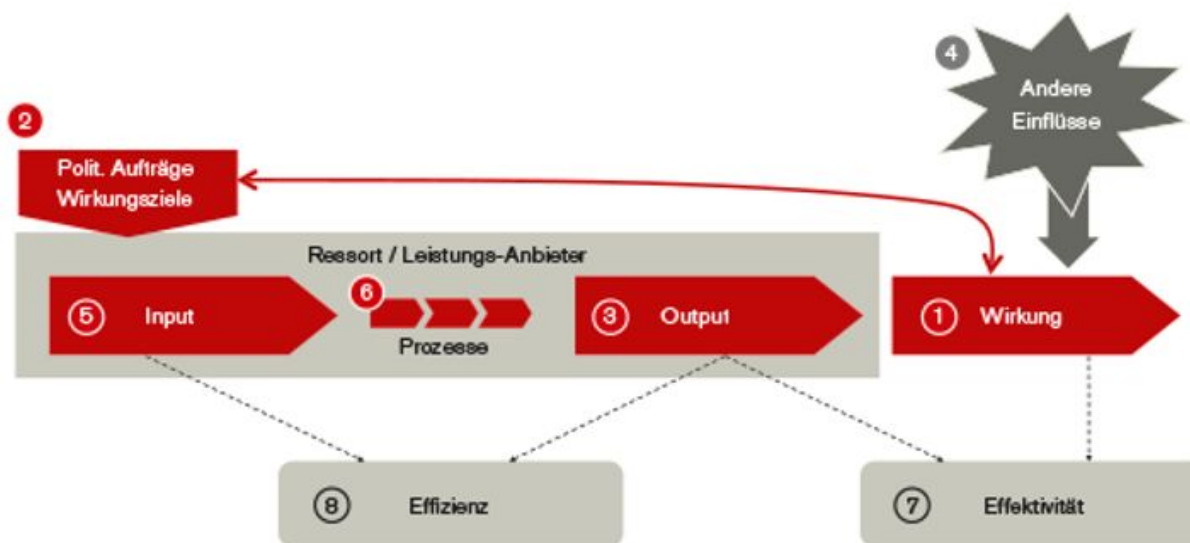 4
Andere
Einflüsse
2
Polit. Aufträge
Wirkungsziele
Ressort / Leistungs-Anbieter
5 Input
6
Prozesse
3 Output
1 Wirkung
8 Effizienz
7 Effektivität